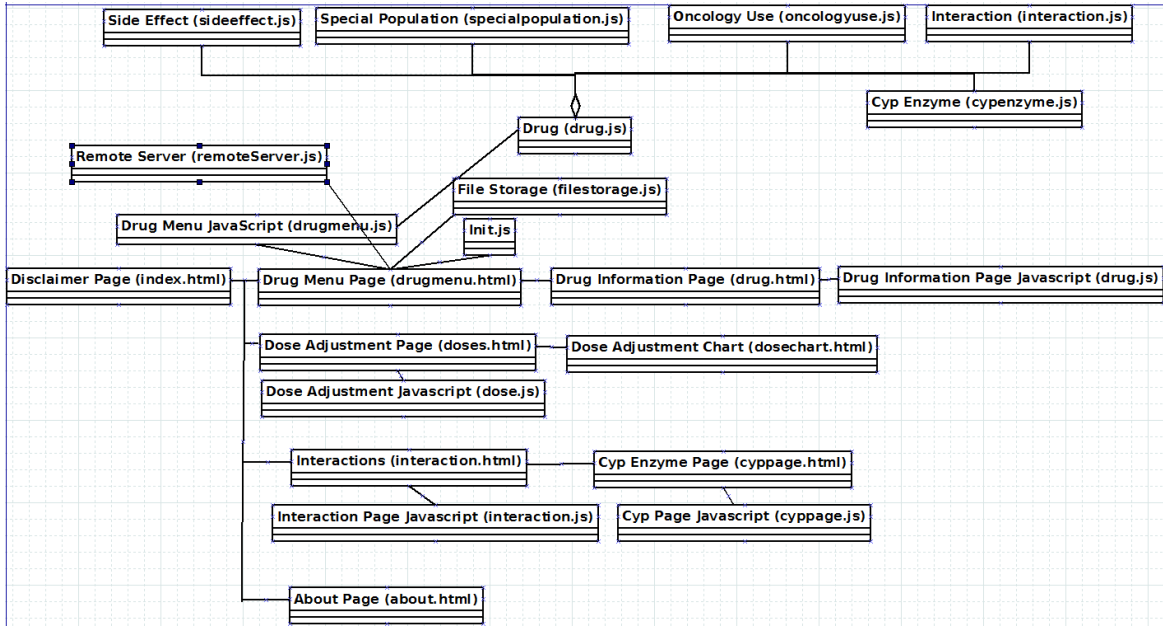 Side Effect (sideeffect.js)
Special Population (specialpopulation.js)
Oncology Use (oncologyuse.js)
Interaction (interaction.js)
Cyp Enzyme (cypenzyme.js)
Drug (drug.js)
Remote Server (remoteServer.js)
File Storage (filestorage.js)
Drug Menu JavaScript (drugmenu.js)
Init.js
Disclaimer Page (index.html)
Drug Menu Page (drugmenu.html)
Drug Information Page (drug.html)
Drug Information Page Javascript (drug.js)
Dose Adjustment Page (doses.html)
Dose Adjustment Chart (dosechart.html)
Dose Adjustment Javascript (dose.js)
Interactions (interaction.html)
Cyp Enzyme Page (cyppage.html)
Interaction Page Javascript (interaction.js)
Cyp Page Javascript (cyppage.js)
About Page (about.html)